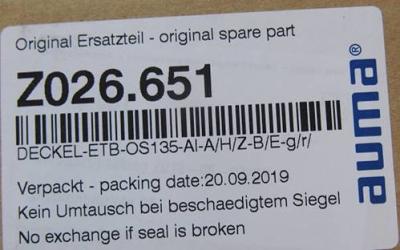 Original Ersatzteil - original spare part
Z026.651
DECKEL-ETB-OS135-Al-A/H/Z-B/E-g/r/
Verpackt - packing date:20.09.2019
Kein Umtausch bei beschaedigtem Siegel
No exchange if seal is broken
auma®